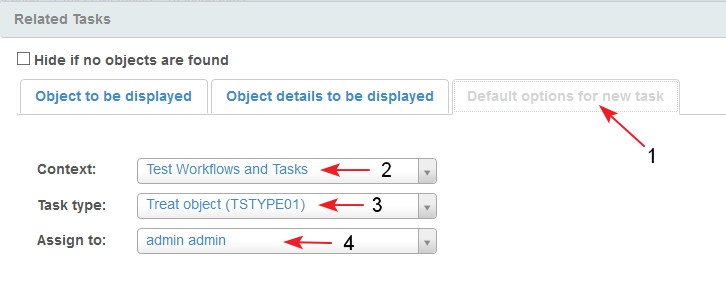 Related Tasks
Hide if no objects are found
Object to be displayed Object details to be displayed Default options for new task
1
Context: Test Workflows and Tasks 2
Task type: Treat object (TSTYPE01) 3
Assign to: admin admin 4